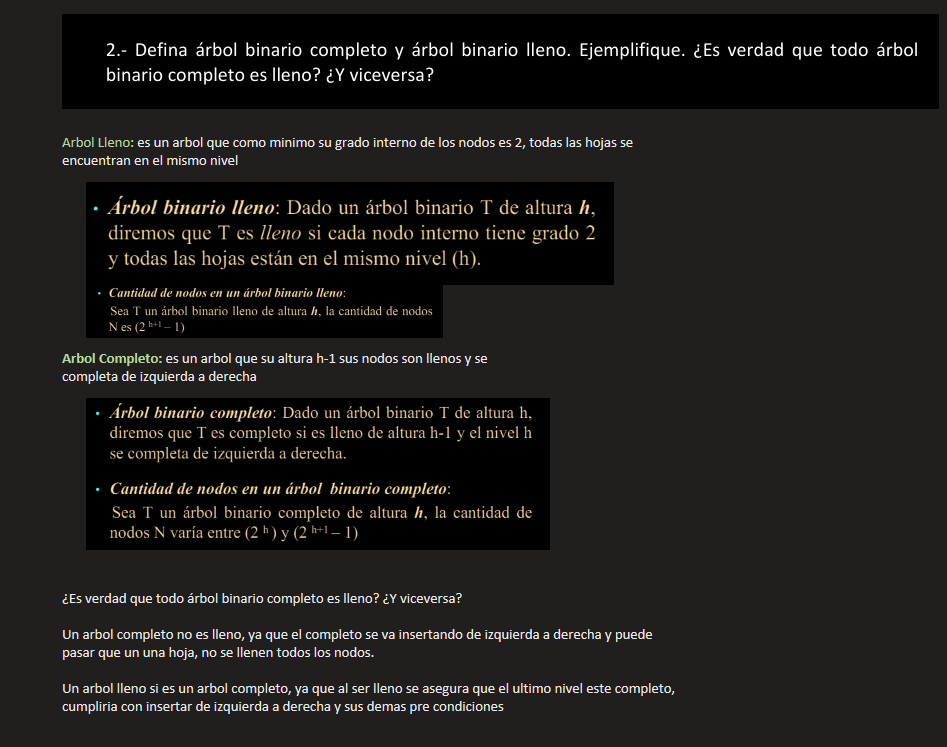 2.- Defina árbol binario completo y árbol binario lleno. Ejemplifique. ¿Es verdad que todo árbol
binario completo es lleno? ¿Y viceversa?
Arbol Lleno: es un arbol que como minimo su grado interno de los nodos es 2, todas las hojas se
encuentran en el mismo nivel
• Árbol binario lleno: Dado un árbol binario T de altura h,
diremos que T es lleno si cada nodo interno tiene grado 2
y todas las hojas están en el mismo nivel (h).
• Cantidad de nodos en un árbol binario lleno:
Sea T un árbol binario lleno de altura h, la cantidad de nodos
N es (2 h+1 – 1)
Arbol Completo: es un arbol que su altura h-1 sus nodos son llenos y se
completa de izquierda a derecha
• Árbol binario completo: Dado un árbol binario T de altura h,
diremos que T es completo si es lleno de altura h-1 y el nivel h
se completa de izquierda a derecha.
• Cantidad de nodos en un árbol binario completo:
Sea T un árbol binario completo de altura h, la cantidad de
nodos N varía entre (2 h ) y (2 h+1 – 1)
¿Es verdad que todo árbol binario completo es lleno? ¿Y viceversa?
Un arbol completo no es lleno, ya que el completo se va insertando de izquierda a derecha y puede
pasar que un una hoja, no se llenen todos los nodos.
Un arbol lleno si es un arbol completo, ya que al ser lleno se asegura que el ultimo nivel este completo,
cumpliria con insertar de izquierda a derecha y sus demas pre condiciones